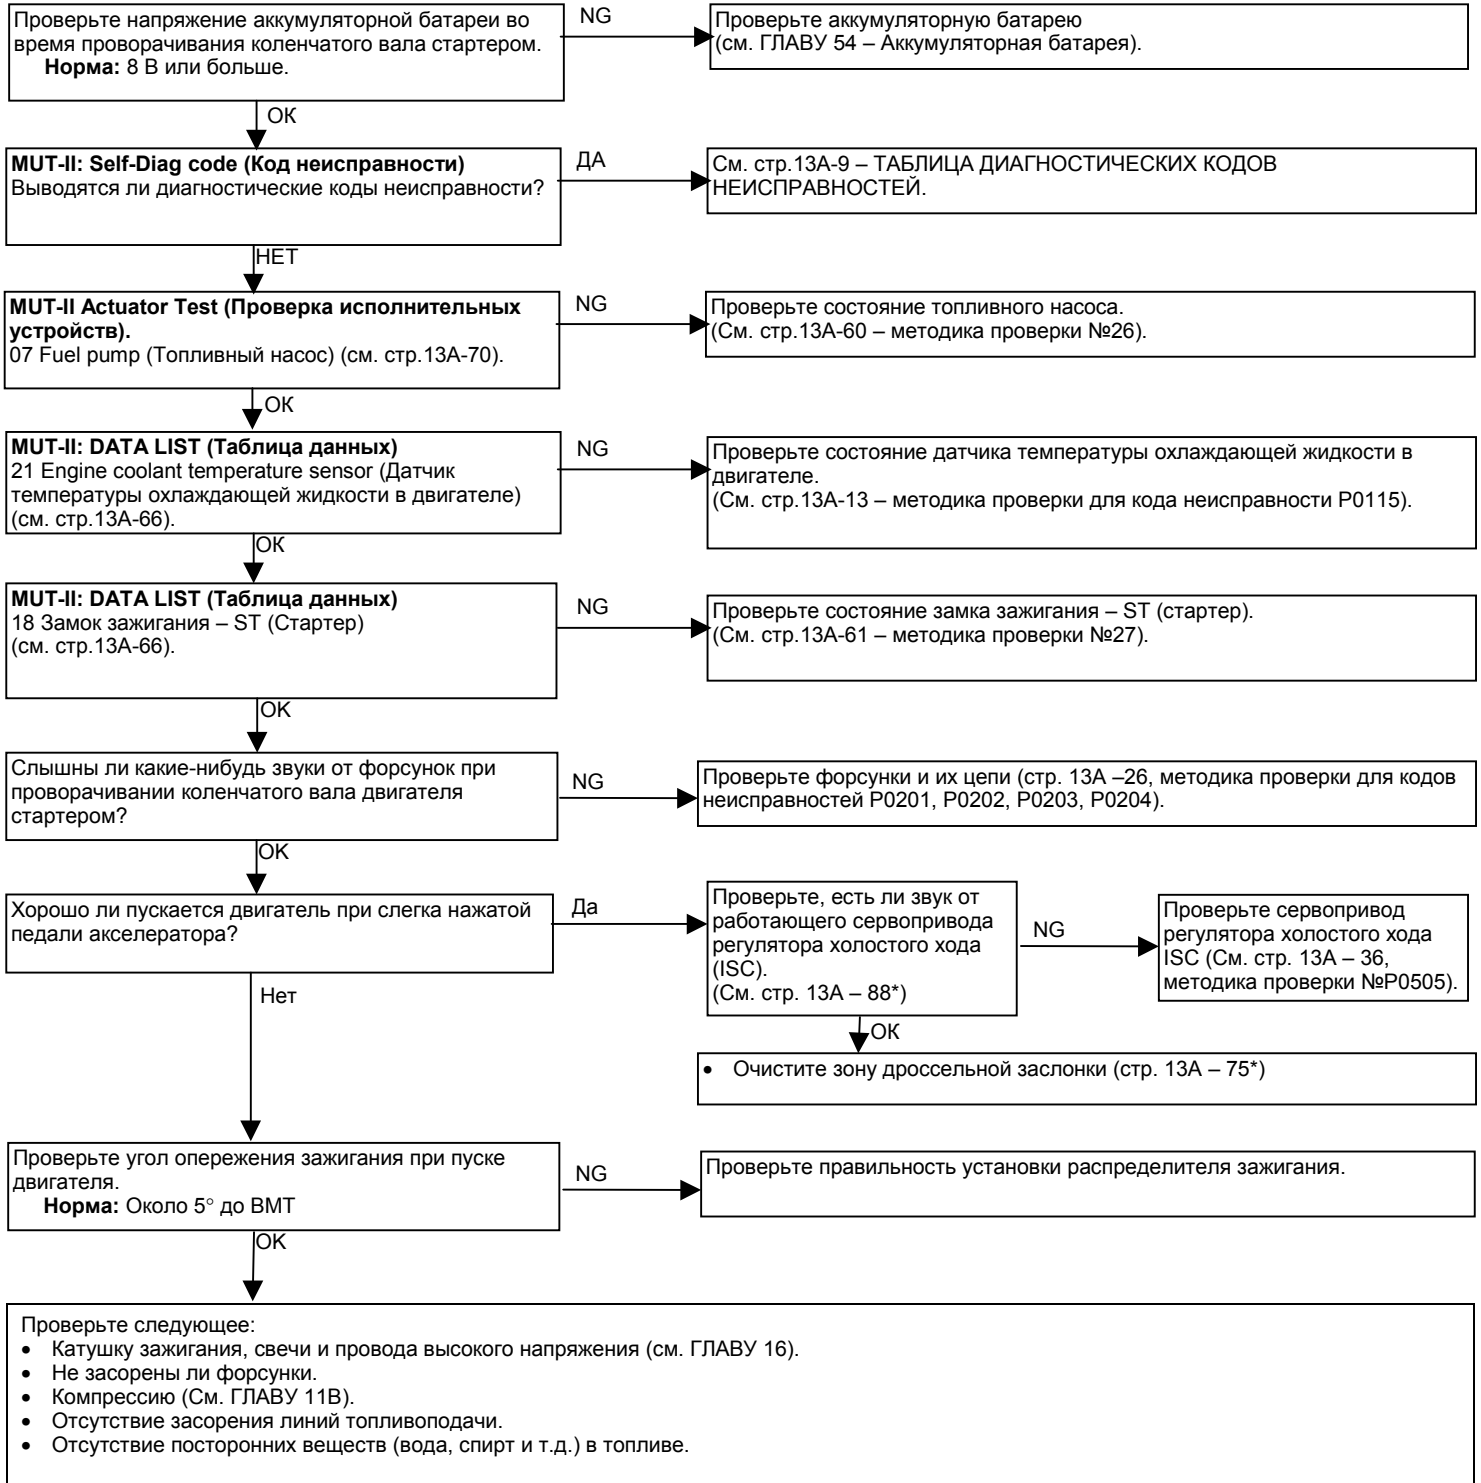 Проверьте напряжение аккумуляторной батареи во
время проворачивания коленчатого вала стартером.
Норма: 8 В или больше.
NG
Проверьте аккумуляторную батарею
(см. ГЛАВУ 54 – Аккумуляторная батарея).
ОК
MUT-II: Self-Diag code (Код неисправности)
Выводятся ли диагностические коды неисправности?
ДА
См. стр.13А-9 – ТАБЛИЦА ДИАГНОСТИЧЕСКИХ КОДОВ
НЕИСПРАВНОСТЕЙ.
НЕТ
MUT-II Actuator Test (Проверка исполнительных
устройств).
07 Fuel pump (Топливный насос) (см. стр.13А-70).
NG
Проверьте состояние топливного насоса.
(См. стр.13А-60 – методика проверки №26).
ОК
MUT-II: DATA LIST (Таблица данных)
21 Engine coolant temperature sensor (Датчик
температуры охлаждающей жидкости в двигателе)
(см. стр.13А-66).
NG
Проверьте состояние датчика температуры охлаждающей жидкости в
двигателе.
(См. стр.13А-13 – методика проверки для кода неисправности Р0115).
ОК
MUT-II: DATA LIST (Таблица данных)
18 Замок зажигания – ST (Стартер)
(см. стр.13А-66).
NG
Проверьте состояние замка зажигания – ST (стартер).
(См. стр.13А-61 – методика проверки №27).
ОК
Слышны ли какие-нибудь звуки от форсунок при
проворачивании коленчатого вала двигателя
стартером?
NG
Проверьте форсунки и их цепи (стр. 13А –26, методика проверки для кодов
неисправностей Р0201, Р0202, Р0203, Р0204).
ОК
Хорошо ли пускается двигатель при слегка нажатой
педали акселератора?
Да
Проверьте, есть ли звук от
работающего сервопривода
регулятора холостого хода
(ISC).
(См. стр. 13А – 88*)
NG
Проверьте сервопривод
регулятора холостого хода
ISC (См. стр. 13А – 36,
методика проверки №Р0505).
Нет
ОК
• Очистите зону дроссельной заслонки (стр. 13А – 75*)
Проверьте угол опережения зажигания при пуске
двигателя.
Норма: Около 5° до ВМТ
NG
Проверьте правильность установки распределителя зажигания.
ОК
Проверьте следующее:
• Катушку зажигания, свечи и провода высокого напряжения (см. ГЛАВУ 16).
• Не засорены ли форсунки.
• Компрессию (См. ГЛАВУ 11В).
• Отсутствие засорения линий топливоподачи.
• Отсутствие посторонних веществ (вода, спирт и т.д.) в топливе.